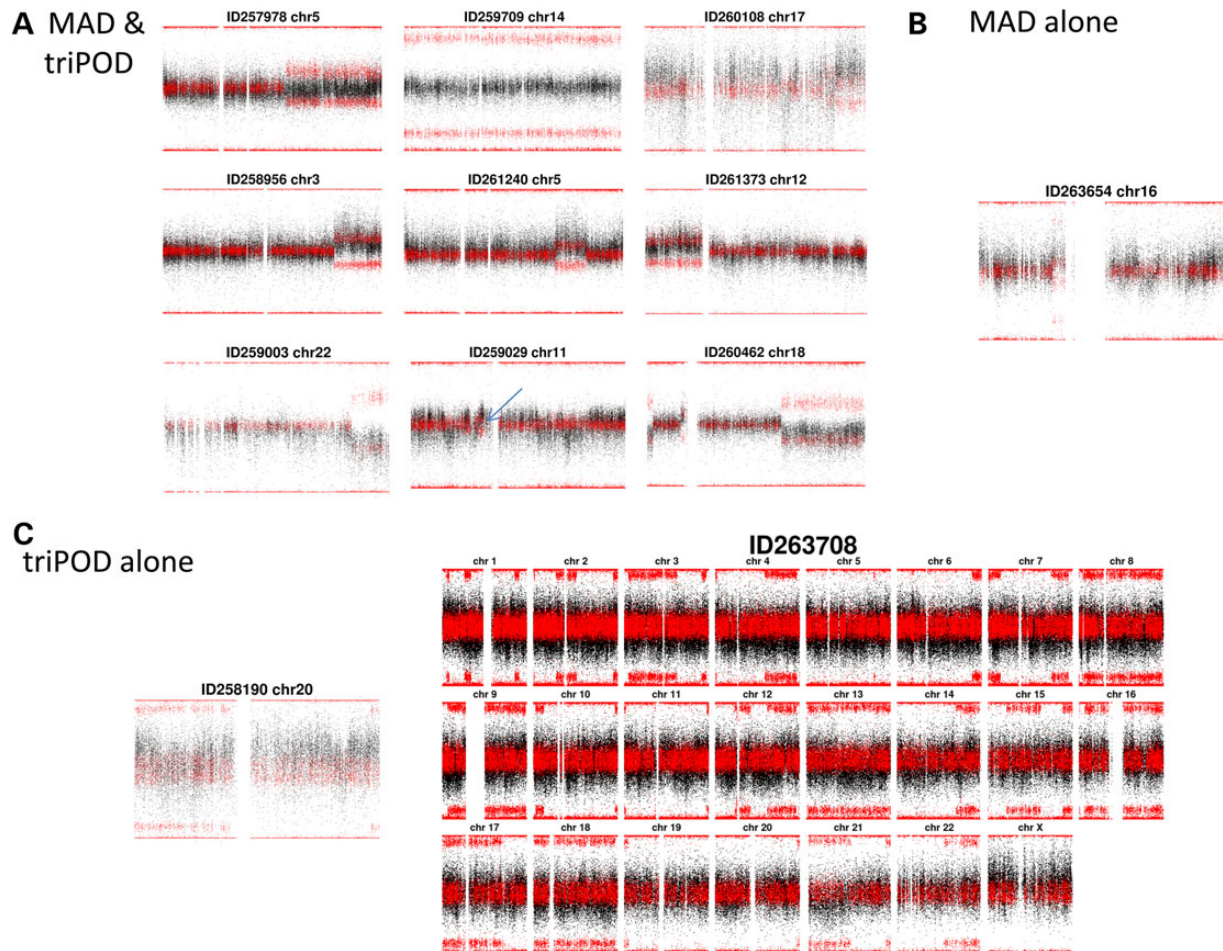 A MAD &
triPOD
ID257978 chr5
ID259709 chr14
ID260108 chr17
ID258956 chr3
ID261240 chr5
ID261373 chr12
ID259003 chr22
ID259029 chr11
ID260462 chr18
B MAD alone
ID263654 chr16
C
triPOD alone
ID258190 chr20
ID263708
chr 1 chr 2 chr 3 chr 4 chr 5 chr 6 chr 7 chr 8
chr 9 chr 10 chr 11 chr 12 chr 13 chr 14 chr 15 chr 16
chr 17 chr 18 chr 19 chr 20 chr 21 chr 22 chr X